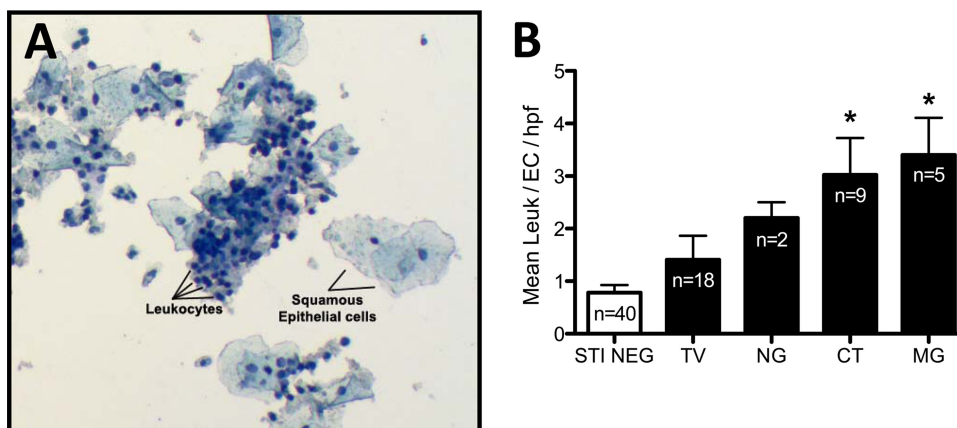 A
Leukocytes
Squamous
Epithelial cells
B
Mean Leuk / EC / hpf
5
4
3
2
1
0
*
*
n=40
n=18
n=2
n=9
n=5
STI NEG
TV
NG
CT
MG